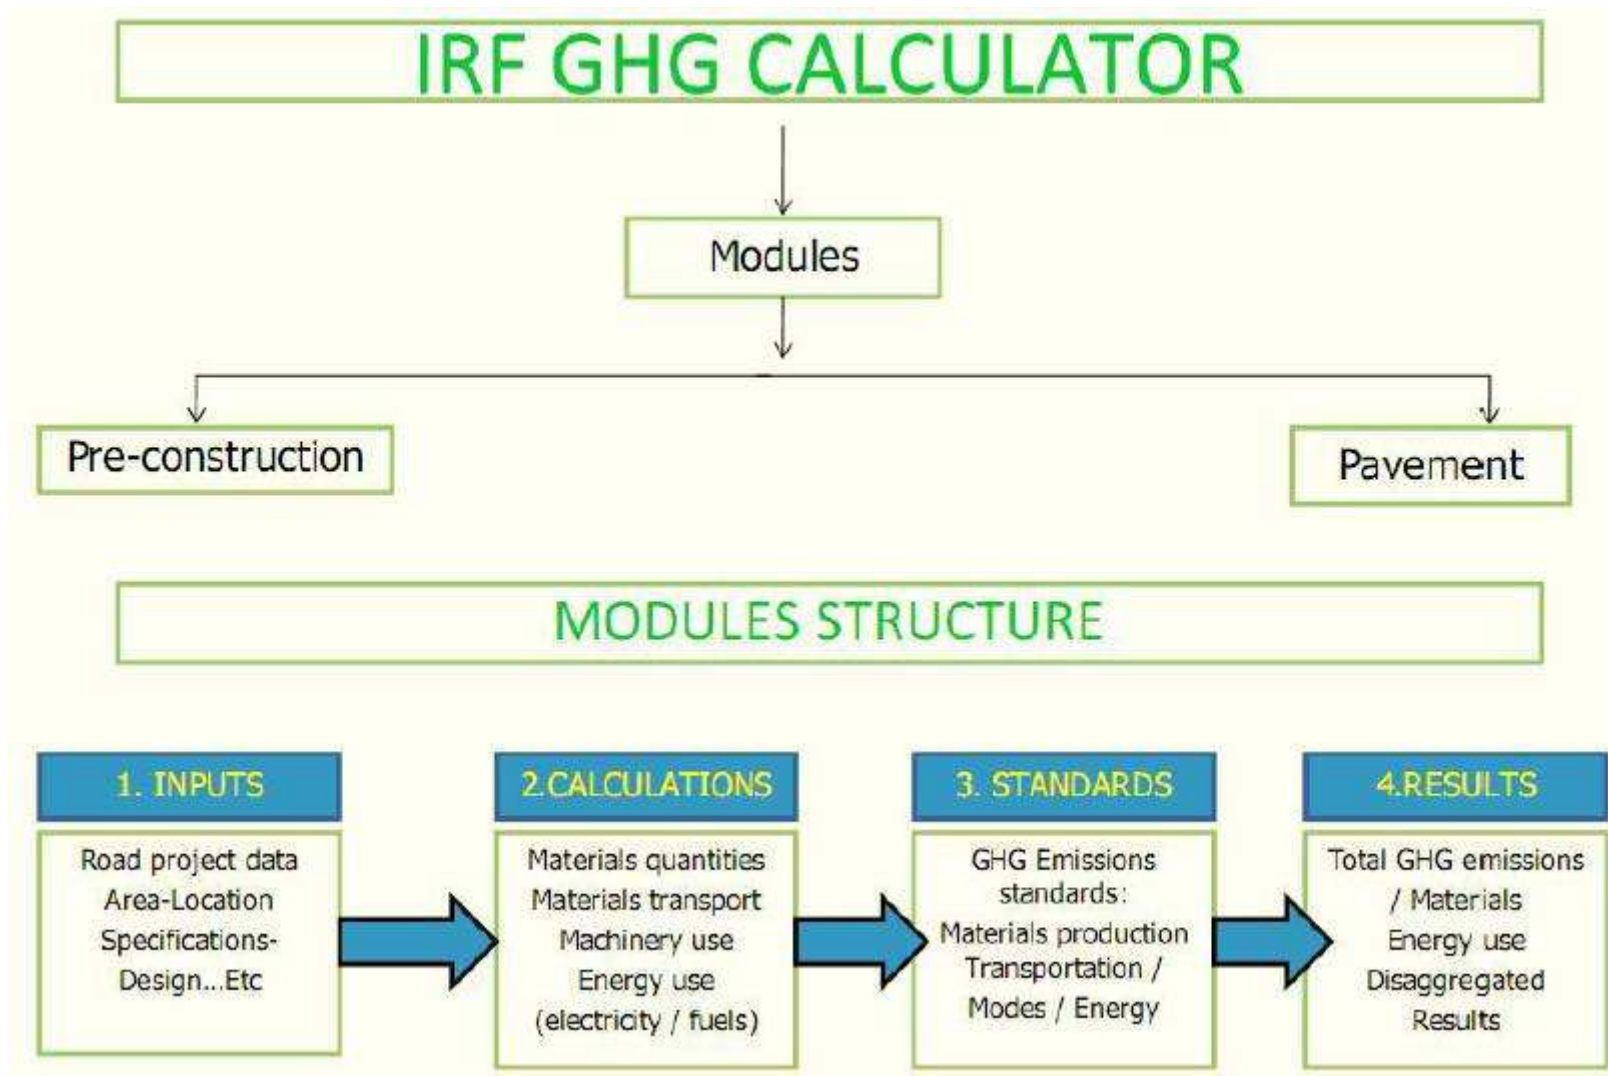 IRF GHG CALCULATOR
Modules
Pre-construction
Pavement
MODULES STRUCTURE
1. INPUTS
Road project data
Area-Location
Specifications-
Design...Etc
2.CALCULATIONS
Materials quantities
Materials transport
Machinery use
Energy use
(electricity / fuels)
3. STANDARDS
GHG Emissions
standards:
Materials production
Transportation /
Modes / Energy
4.RESULTS
Total GHG emissions
/ Materials
Energy use
Disaggregated
Results